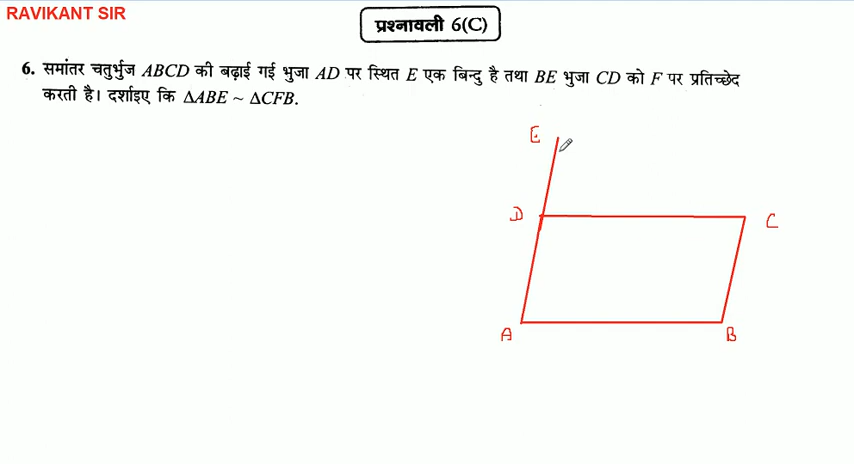 RAVIKANT SIR
प्रश्नावली 6(C)
6. समांतर चतुर्भुज ABCD की बढ़ाई गई भुजा AD पर स्थित E एक बिन्दु है तथा BE भुजा CD को F पर प्रतिच्छेद
करती है। दर्शाइए कि ΔABE ~ ΔCFB.
E
D
C
A
B